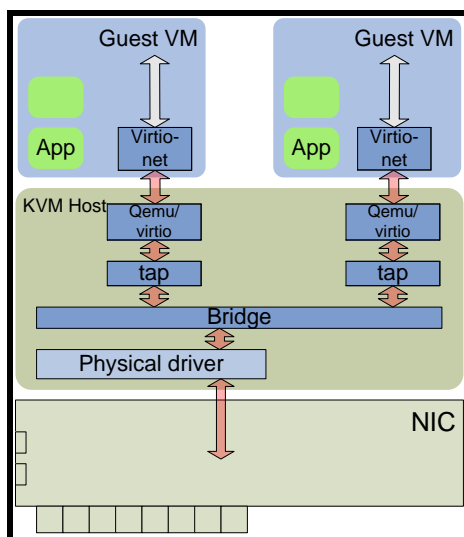 Guest VM
Guest VM
App
Virtio-
net
App
Virtio-
net
KVM Host
Qemu/
virtio
Qemu/
virtio
tap
tap
Bridge
Physical driver
NIC